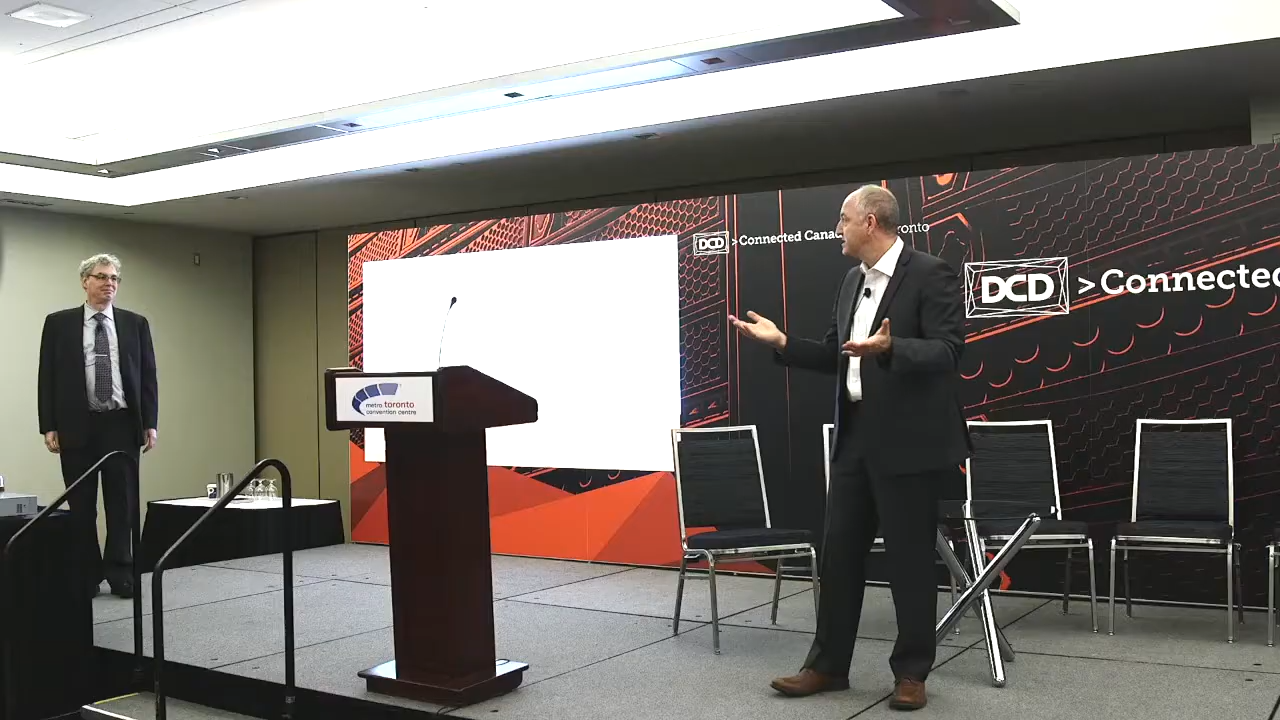 DCD >Connected Cana
ronto
DCD >Connected
metro toronto
convention centre